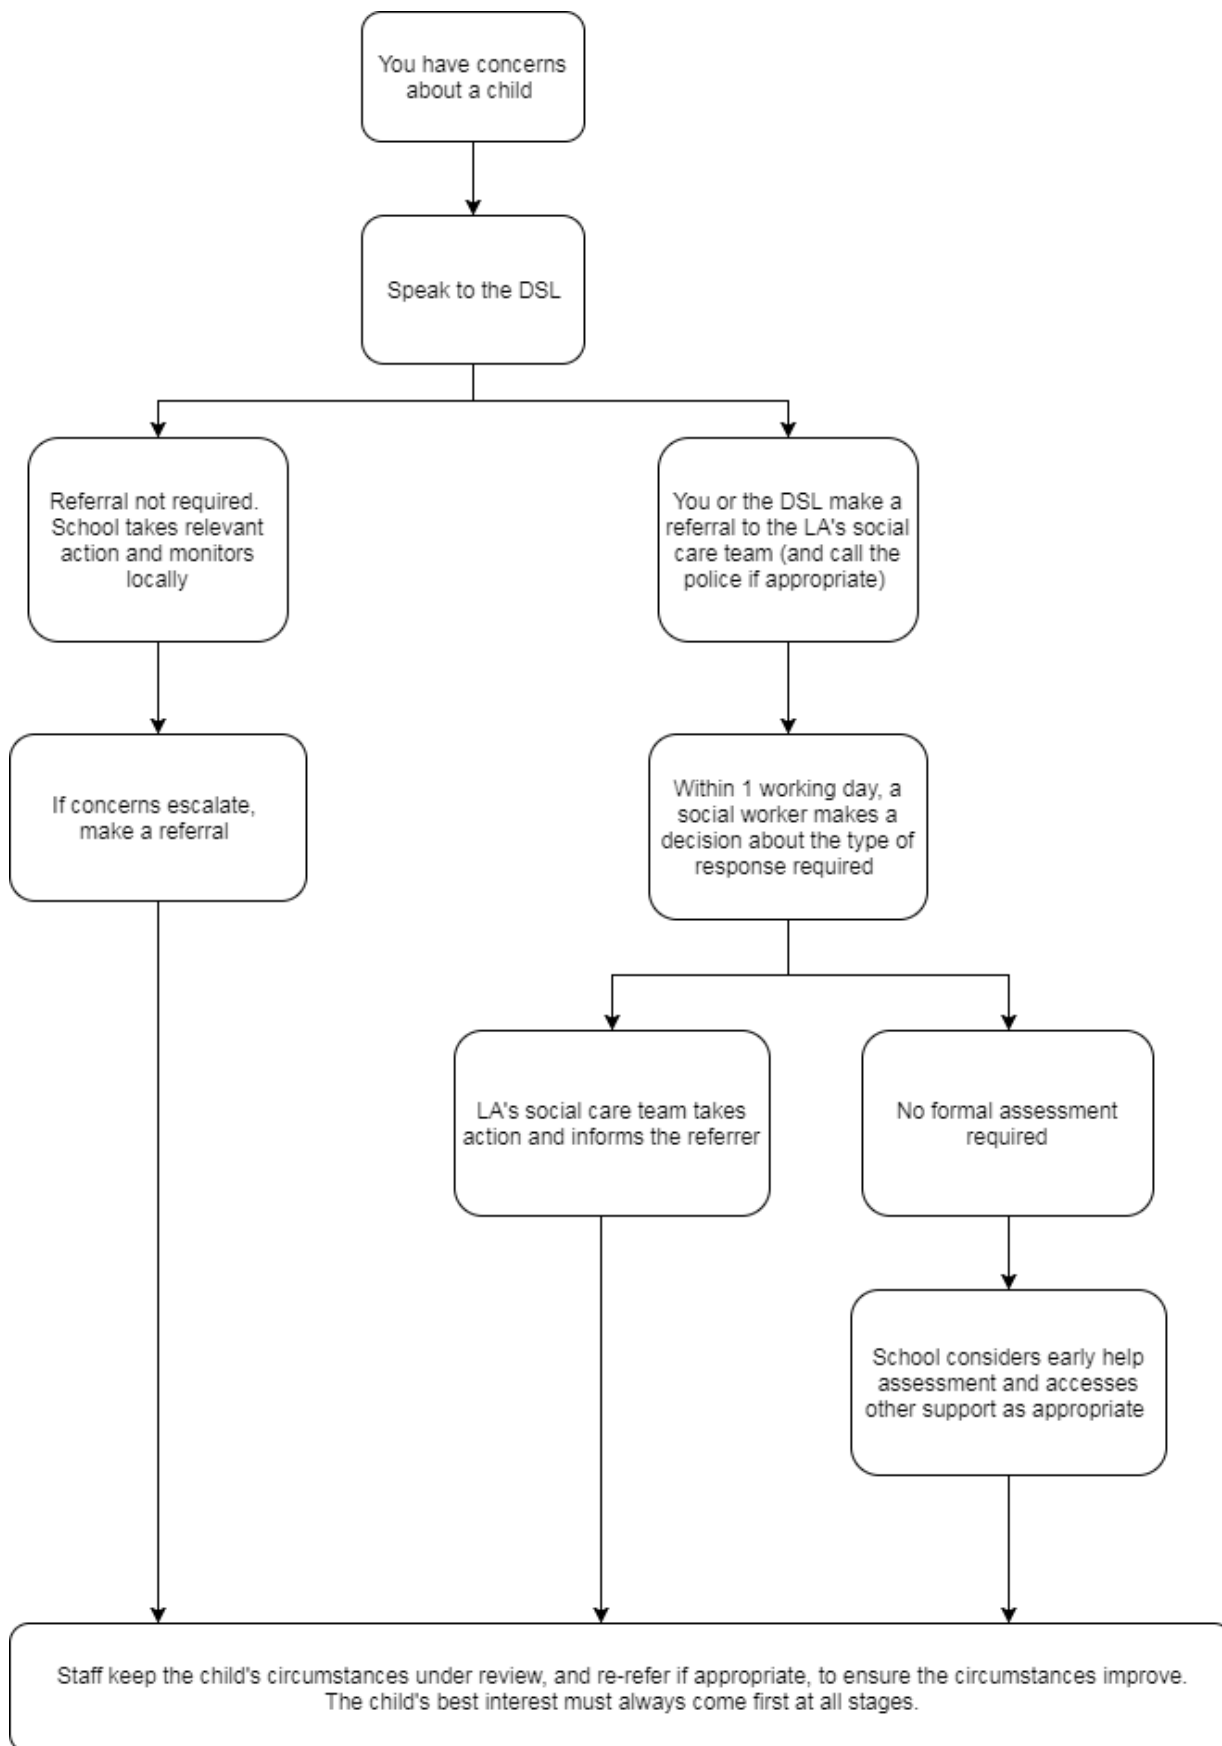 You have concerns
about a child
Speak to the DSL
Referral not required.
School takes relevant
action and monitors
locally
You or the DSL make a
referral to the LA's social
care team (and call the
police if appropriate)
If concerns escalate,
make a referral
Within 1 working day, a
social worker makes a
decision about the type of
response required
LA's social care team takes
action and informs the referrer
No formal assessment
required
School considers early help
assessment and accesses
other support as appropriate
Staff keep the child's circumstances under review, and re-refer if appropriate, to ensure the circumstances improve.
The child's best interest must always come first at all stages.